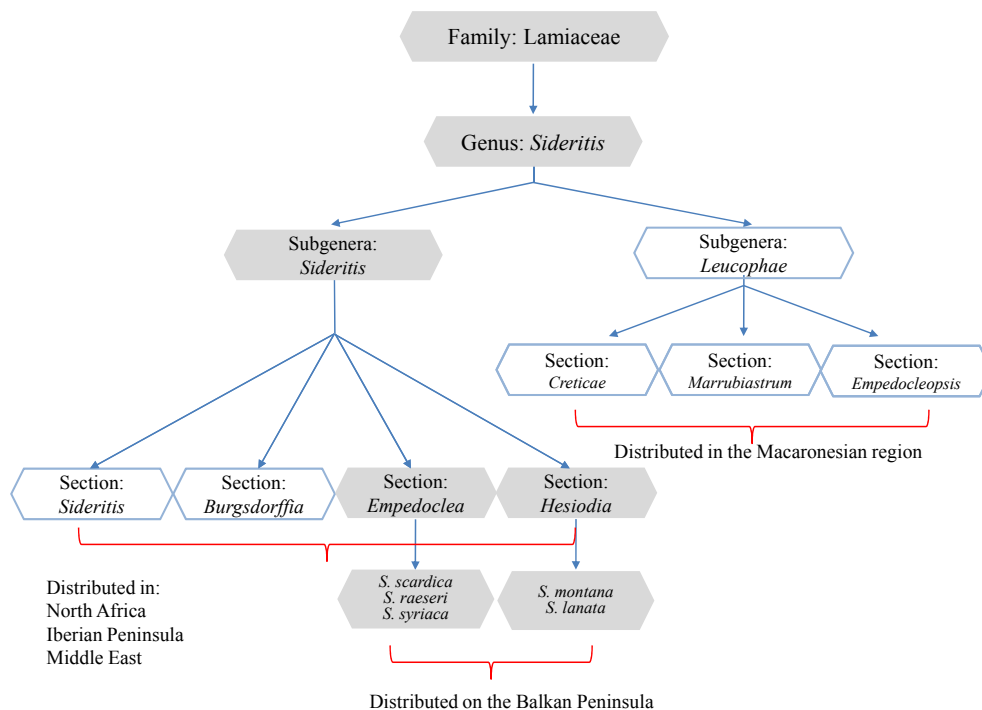 Family: Lamiaceae
Genus: Sideritis
Subgenera:
Sideritis
Subgenera:
Leucophae
Section:
Creticae
Section:
Marrubiastrum
Section:
Empedocleopsis
Distributed in the Macaronesian region
Section:
Sideritis
Section:
Burgsdorffia
Section:
Empedoclea
Section:
Hesiodia
Distributed in:
North Africa
Iberian Peninsula
Middle East
S. scardica
S. raeseri
S. syriaca
S. montana
S. lanata
Distributed on the Balkan Peninsula